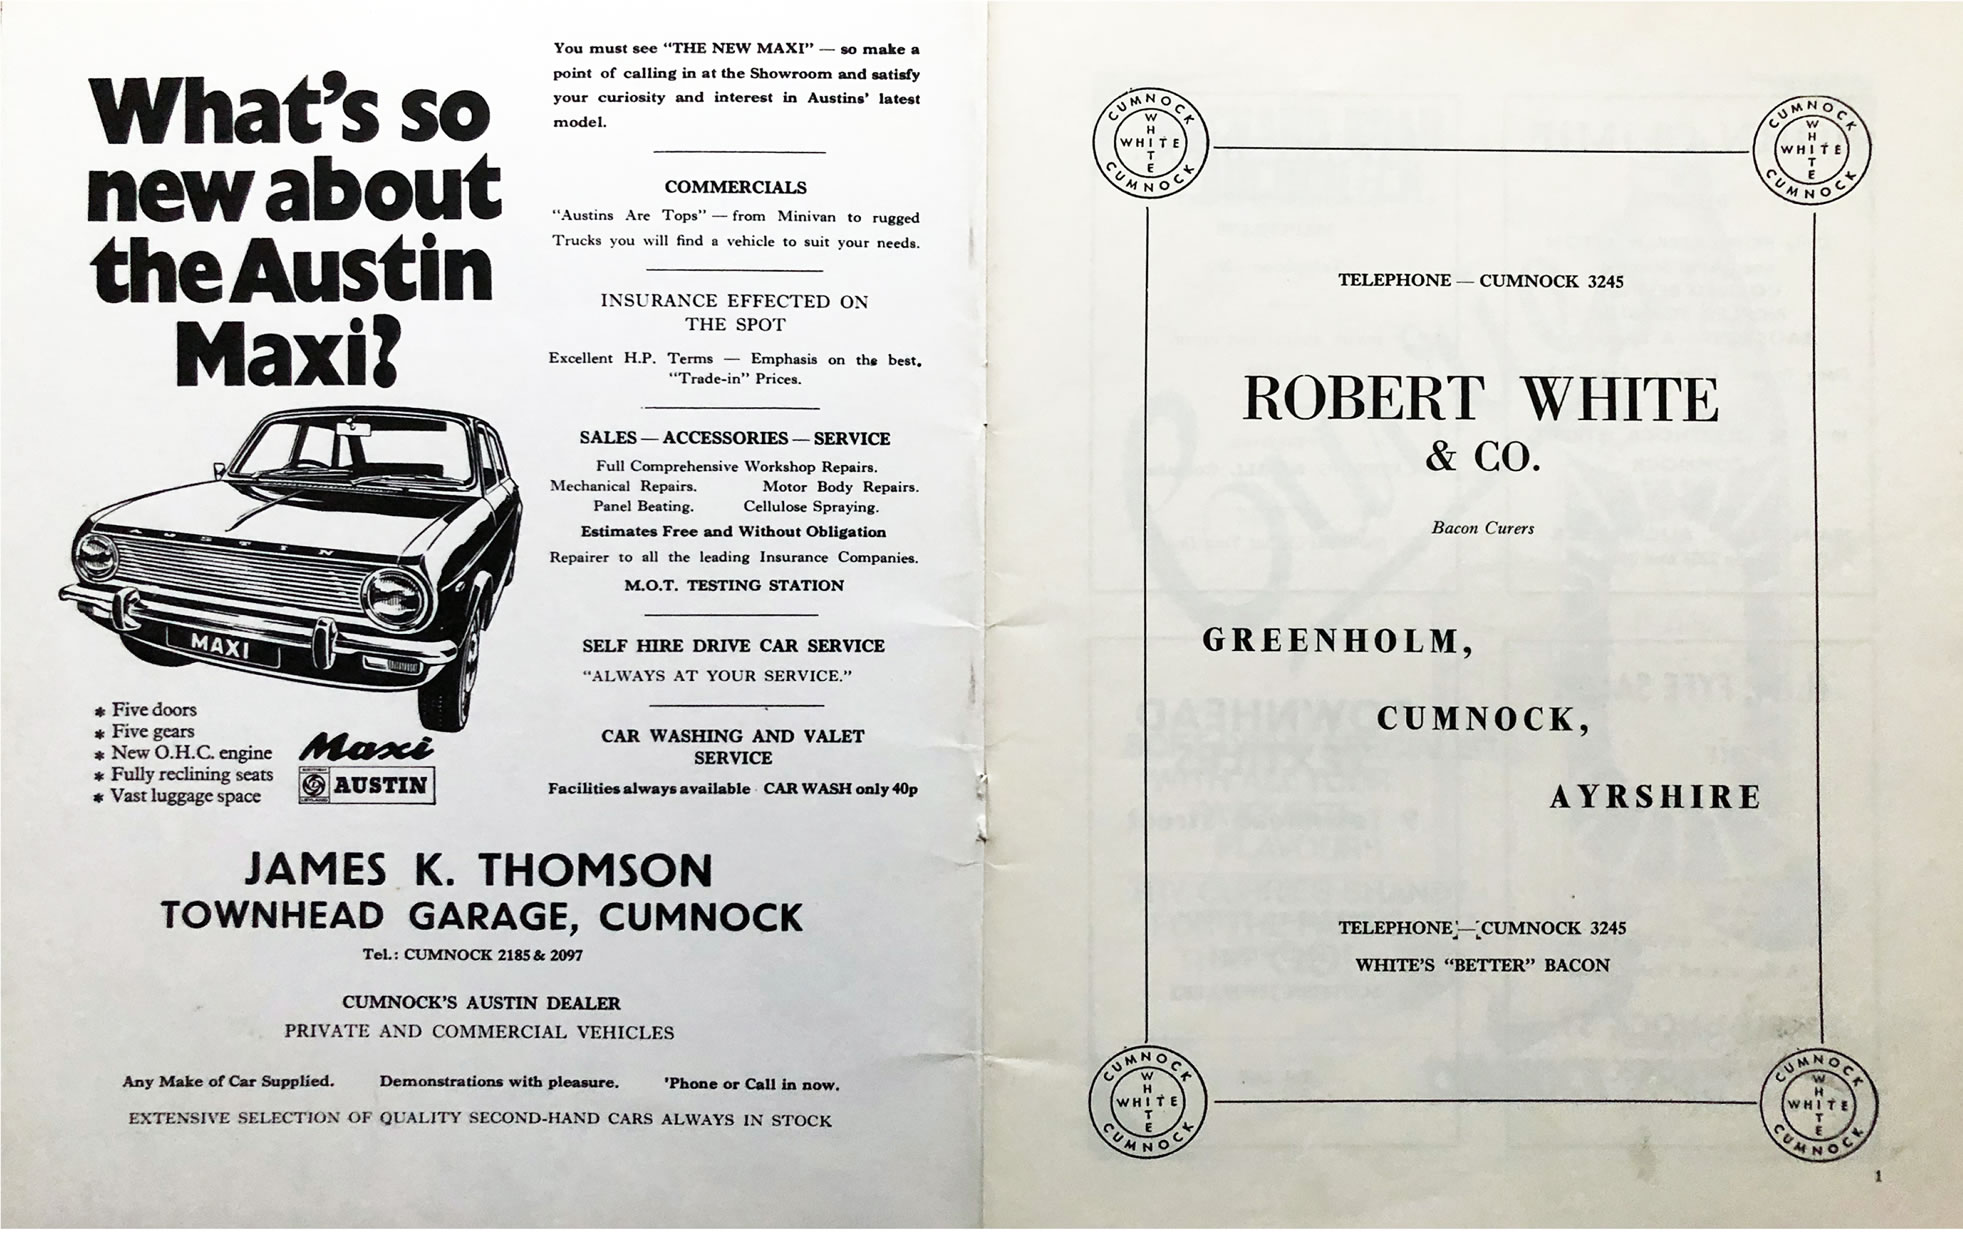 What's so
new about
the Austin
Maxi?
AUSTIN
MAXI
* Five doors
* Five gears
* New O.H.C. engine
* Fully reclining seats
* Vast luggage space
Maxi
AUSTIN
You must see "THE NEW MAXI" — so make a
point of calling in at the Showroom and satisfy
your curiosity and interest in Austins' latest
model.
COMMERCIALS
"Austins Are Tops" — from Minivan to rugged
Trucks you will find a vehicle to suit your needs.
INSURANCE EFFECTED ON
THE SPOT
Excellent H.P. Terms — Emphasis on the best.
"Trade-in" Prices.
SALES — ACCESSORIES — SERVICE
Full Comprehensive Workshop Repairs.
Mechanical Repairs. Motor Body Repairs.
Panel Beating. Cellulose Spraying.
Estimates Free and Without Obligation
Repairer to all the leading Insurance Companies.
M.O.T. TESTING STATION
SELF HIRE DRIVE CAR SERVICE
"ALWAYS AT YOUR SERVICE."
CAR WASHING AND VALET
SERVICE
Facilities always available CAR WASH only 40p
JAMES K. THOMSON
TOWNHEAD GARAGE, CUMNOCK
Tel.: CUMNOCK 2185 & 2097
CUMNOCK'S AUSTIN DEALER
PRIVATE AND COMMERCIAL VEHICLES
Any Make of Car Supplied. Demonstrations with pleasure. 'Phone or Call in now.
EXTENSIVE SELECTION OF QUALITY SECOND-HAND CARS ALWAYS IN STOCK
CUMNOCK
WHITE
WHITE
CUMNOCK
CUMNOCK
WHITE
WHITE
CUMNOCK
TELEPHONE — CUMNOCK 3245
ROBERT WHITE
& CO.
Bacon Curers
GREENHOLM,
CUMNOCK,
AYRSHIRE
TELEPHONE — CUMNOCK 3245
WHITE'S "BETTER" BACON
CUMNOCK
WHITE
WHITE
CUMNOCK
CUMNOCK
WHITE
WHITE
CUMNOCK
1